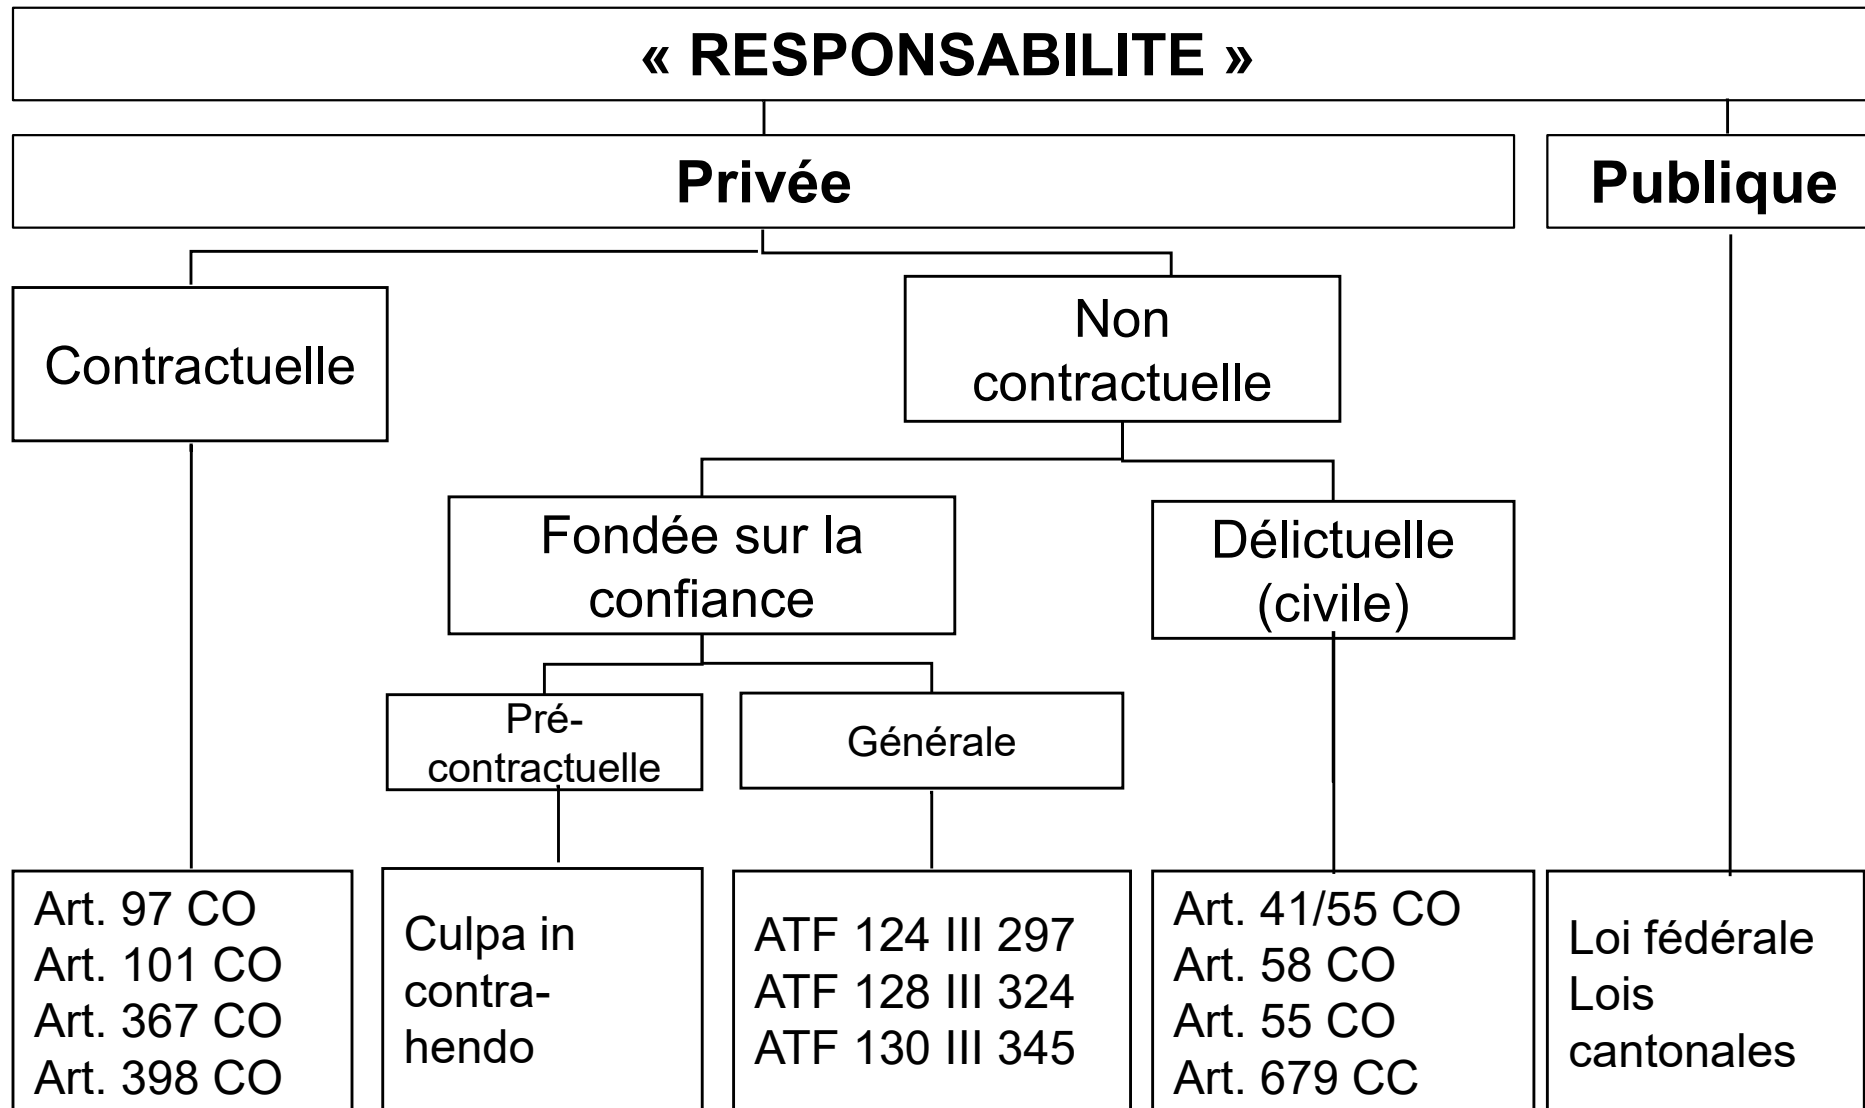 « RESPONSABILITE »
Privée
Publique
Contractuelle
Non
contractuelle
Fondée sur la
confiance
Délictuelle
(civile)
Pré-
contractuelle
Générale
Art. 97 CO
Art. 101 CO
Art. 367 CO
Art. 398 CO
Culpa in
contra-
hendo
ATF 124 III 297
ATF 128 III 324
ATF 130 III 345
Art. 41/55 CO
Art. 58 CO
Art. 55 CO
Art. 679 CC
Loi fédérale
Lois
cantonales